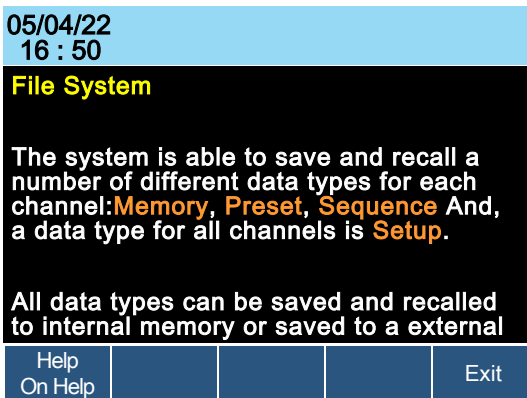 05/04/22
16 : 50
File System
The system is able to save and recall a
number of different data types for each
channel:Memory, Preset, Sequence And,
a data type for all channels is Setup.
All data types can be saved and recalled
to internal memory or saved to a external
Help
On Help
Exit